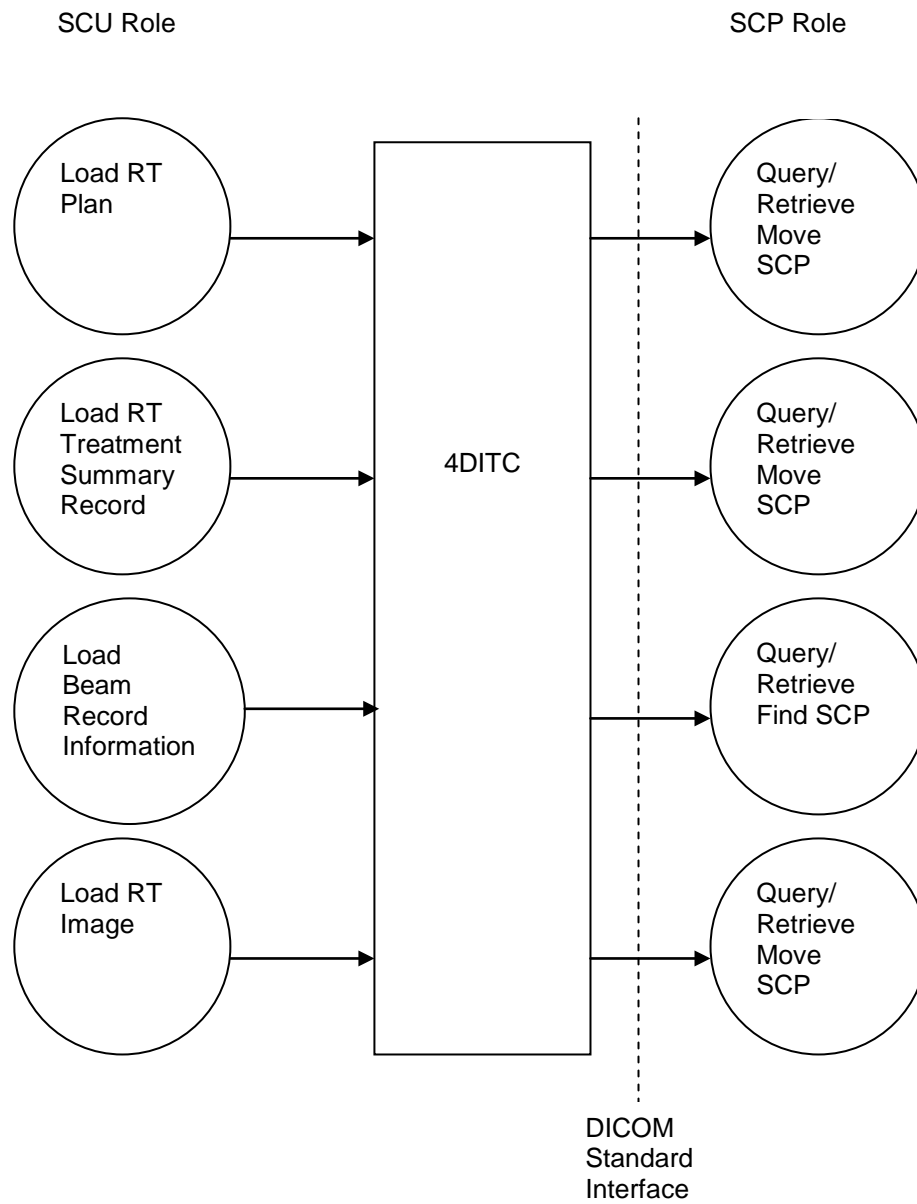 SCU Role
SCP Role
Load RT
Plan
Query/
Retrieve
Move
SCP
Load RT
Treatment
Summary
Record
4DITC
Query/
Retrieve
Move
SCP
Load
Beam
Record
Information
Query/
Retrieve
Find SCP
Load RT
Image
Query/
Retrieve
Move
SCP
DICOM
Standard
Interface